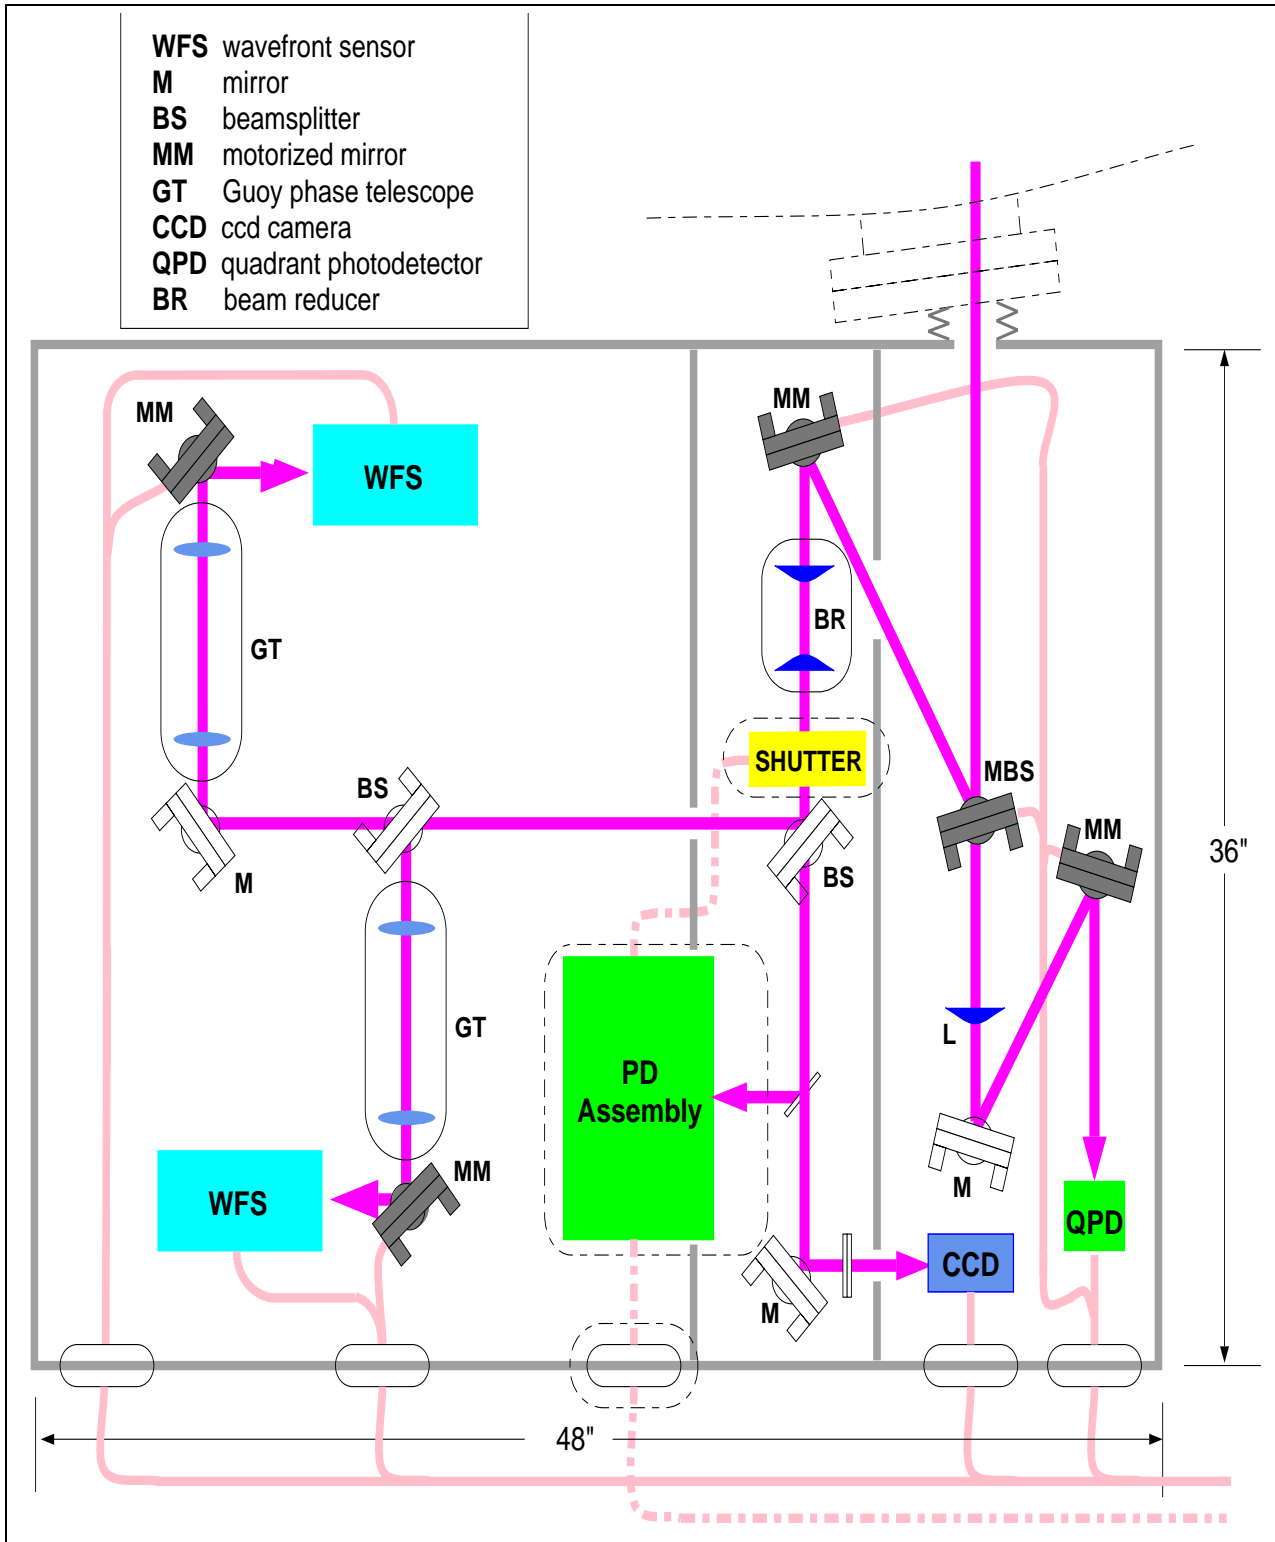 WFS wavefront sensor
M mirror
BS beamsplitter
MM motorized mirror
GT Guoy phase telescope
CCD ccd camera
QPD quadrant photodetector
BR beam reducer
MM
MM
WFS
BR
GT
SHUTTER
MBS
BS
MM
36"
BS
M
GT
L
PD
Assembly
MM
M
WFS
QPD
CCD
M
48"